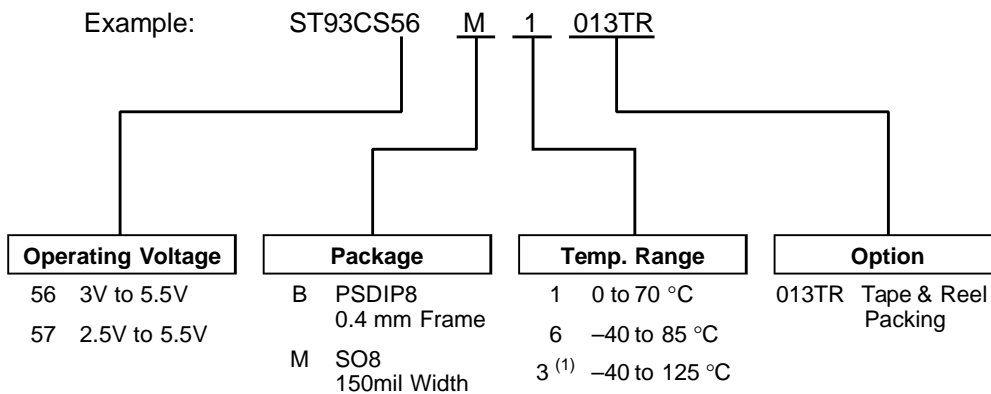 Example: ST93CS56 M 1 013TR
Operating Voltage
56 3V to 5.5V
57 2.5V to 5.5V
Package
B PSDIP8
0.4 mm Frame
M SO8
150mil Width
Temp. Range
1 0 to 70 °C
6 –40 to 85 °C
3 (1) –40 to 125 °C
Option
013TR Tape & Reel
Packing